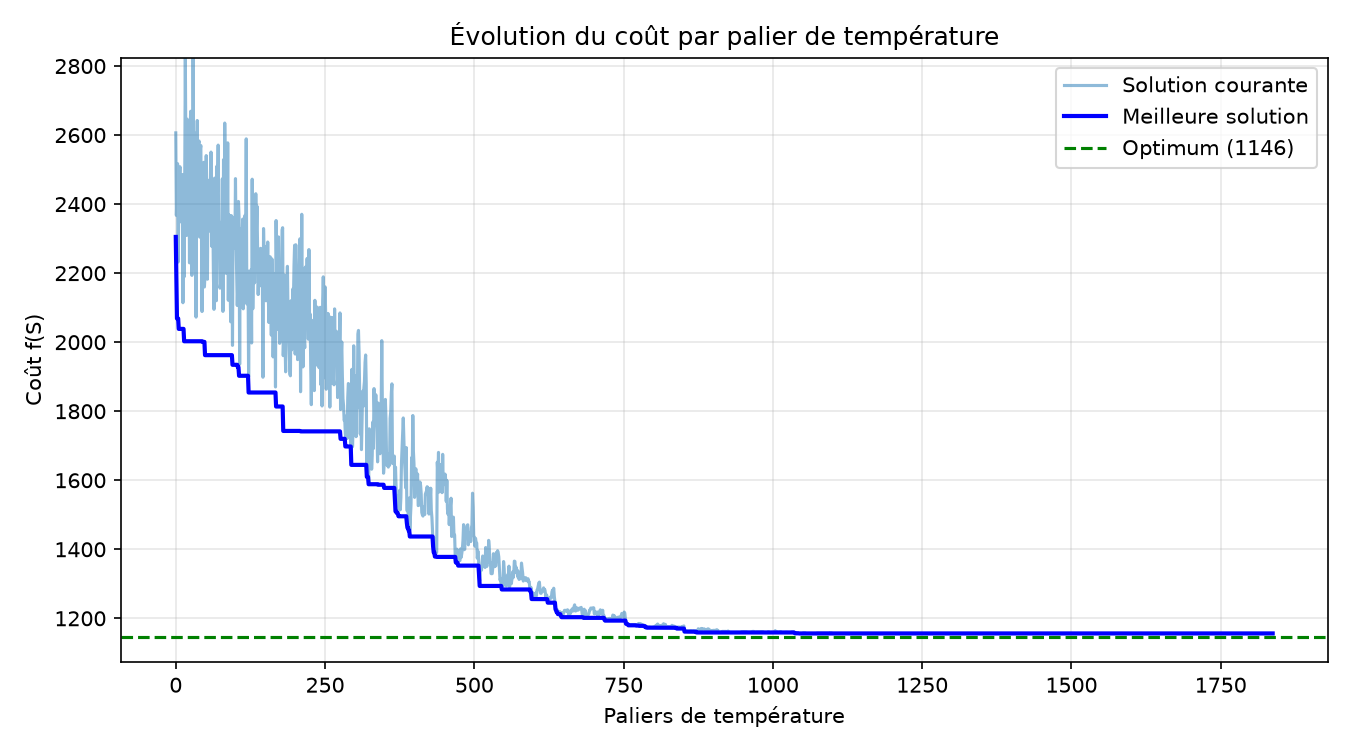 Évolution du coût par palier de température
Solution courante
Meilleure solution
Optimum (1146)
Coût f(S)
2800
2600
2400
2200
2000
1800
1600
1400
1200
0 250 500 750 1000 1250 1500 1750
Paliers de température